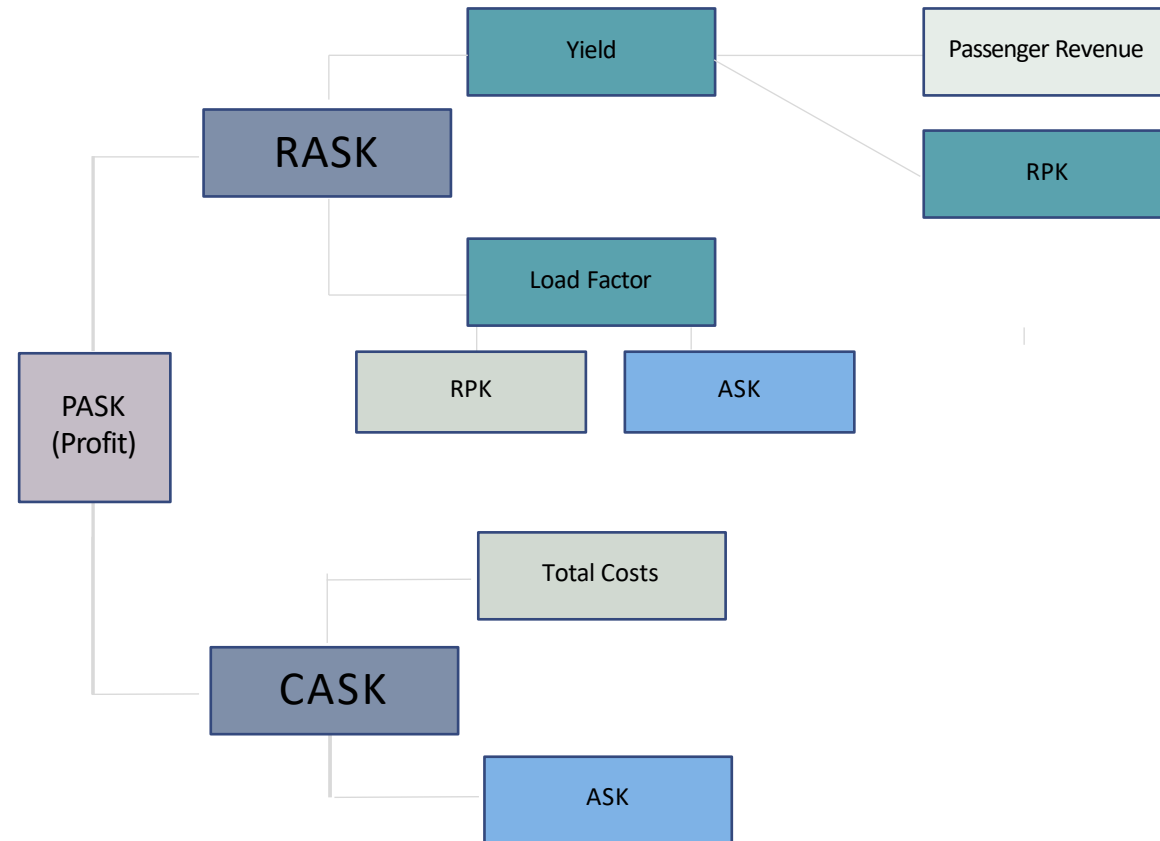 Yield
Passenger Revenue
RASK
RPK
Load Factor
RPK
ASK
PASK
(Profit)
Total Costs
CASK
ASK